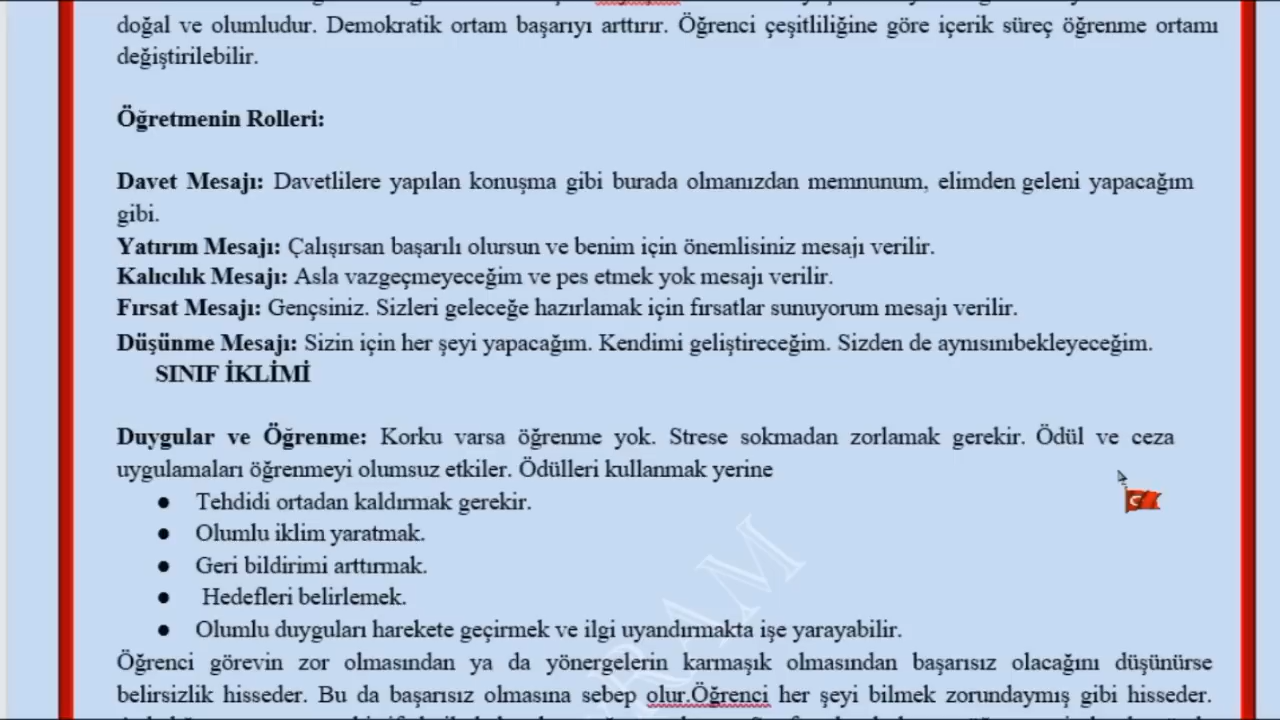 doğal ve olumludur. Demokratik ortam başarıyı arttırır. Öğrenci çeşitliliğine göre içerik süreç öğrenme ortamı
değiştirilebilir.
Öğretmenin Rolleri:
Davet Mesajı: Davetlilere yapılan konuşma gibi burada olmanızdan memnunum, elimden geleni yapacağım
gibi.
Yatırım Mesajı: Çalışırsan başarılı olursun ve benim için önemlisiniz mesajı verilir.
Kalıcılık Mesajı: Asla vazgeçmeyeceğim ve pes etmek yok mesajı verilir.
Fırsat Mesajı: Gençsiniz. Sizleri geleceğe hazırlamak için fırsatlar sunuyorum mesajı verilir.
Düşünme Mesajı: Sizin için her şeyi yapacağım. Kendimi geliştireceğim. Sizden de aynısınıbekleyeceğim.
SINIF İKLİMİ
Duygular ve Öğrenme: Korku varsa öğrenme yok. Strese sokmadan zorlamak gerekir. Ödül ve ceza
uygulamaları öğrenmeyi olumsuz etkiler. Ödülleri kullanmak yerine
● Tehdidi ortadan kaldırmak gerekir.
● Olumlu iklim yaratmak.
● Geri bildirimi arttırmak.
● Hedefleri belirlemek.
● Olumlu duyguları harekete geçirmek ve ilgi uyandırmakta işe yarayabilir.
Öğrenci görevin zor olmasından ya da yönergelerin karmaşık olmasından başarısız olacağını düşünürse
belirsizlik hisseder. Bu da başarısız olmasına sebep olur.Öğrenci her şeyi bilmek zorundaymış gibi hisseder.